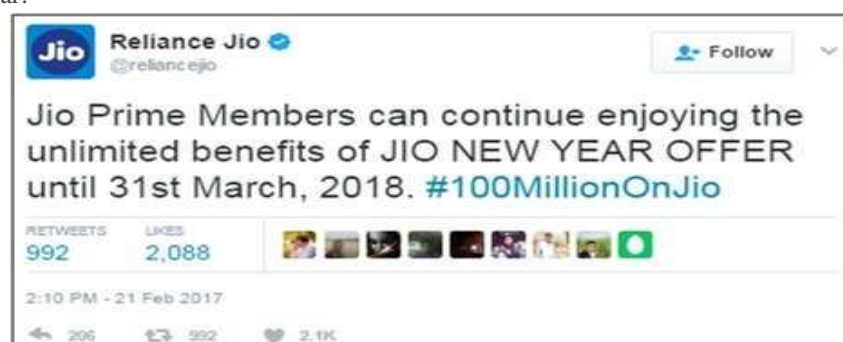 ar.
Jio Reliance Jio
@reliancejio
Follow
Jio Prime Members can continue enjoying the
unlimited benefits of JIO NEW YEAR OFFER
until 31st March, 2018. #100MillionOnJio
RETWEETS LIKES
992 2,088
2:10 PM - 21 Feb 2017
206 992 2.1K